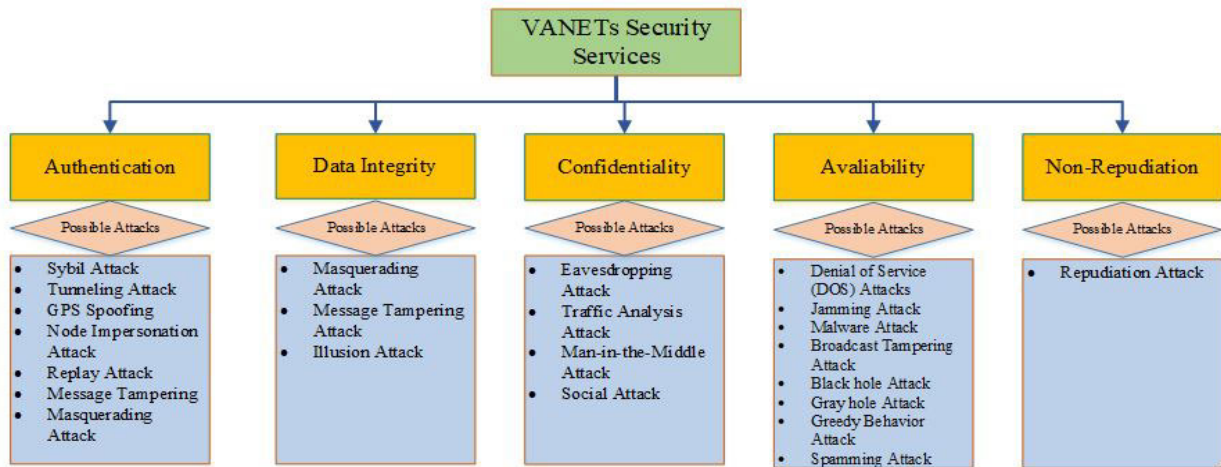 VANETs Security
Services
Authentication
Data Integrity
Confidentiality
Avaliability
Non-Repudiation
Possible Attacks
Possible Attacks
Possible Attacks
Possible Attacks
Possible Attacks
• Sybil Attack
• Tunneling Attack
• GPS Spoofing
• Node Impersonation
Attack
• Replay Attack
• Message Tampering
• Masquerading
Attack
• Masquerading
Attack
• Message Tampering
Attack
• Illusion Attack
• Eavesdropping
Attack
• Traffic Analysis
Attack
• Man-in-the-Middle
Attack
• Social Attack
• Denial of Service
(DOS) Attacks
• Jamming Attack
• Malware Attack
• Broadcast Tampering
Attack
• Black hole Attack
• Gray hole Attack
• Greedy Behavior
Attack
• Spamming Attack
• Repudiation Attack